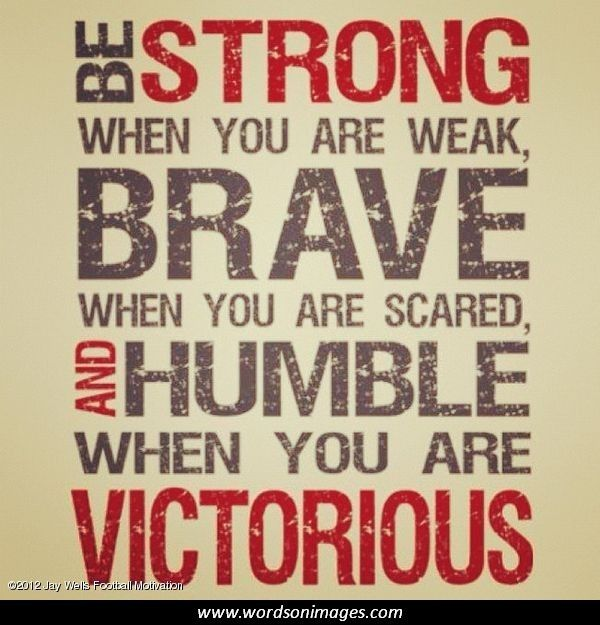 BE STRONG
WHEN YOU ARE WEAK,
BRAVE
WHEN YOU ARE SCARED,
AND HUMBLE
WHEN YOU ARE
VICTORIOUS
©2012 Jay Wells Football Motivation
www.wordsonimages.com